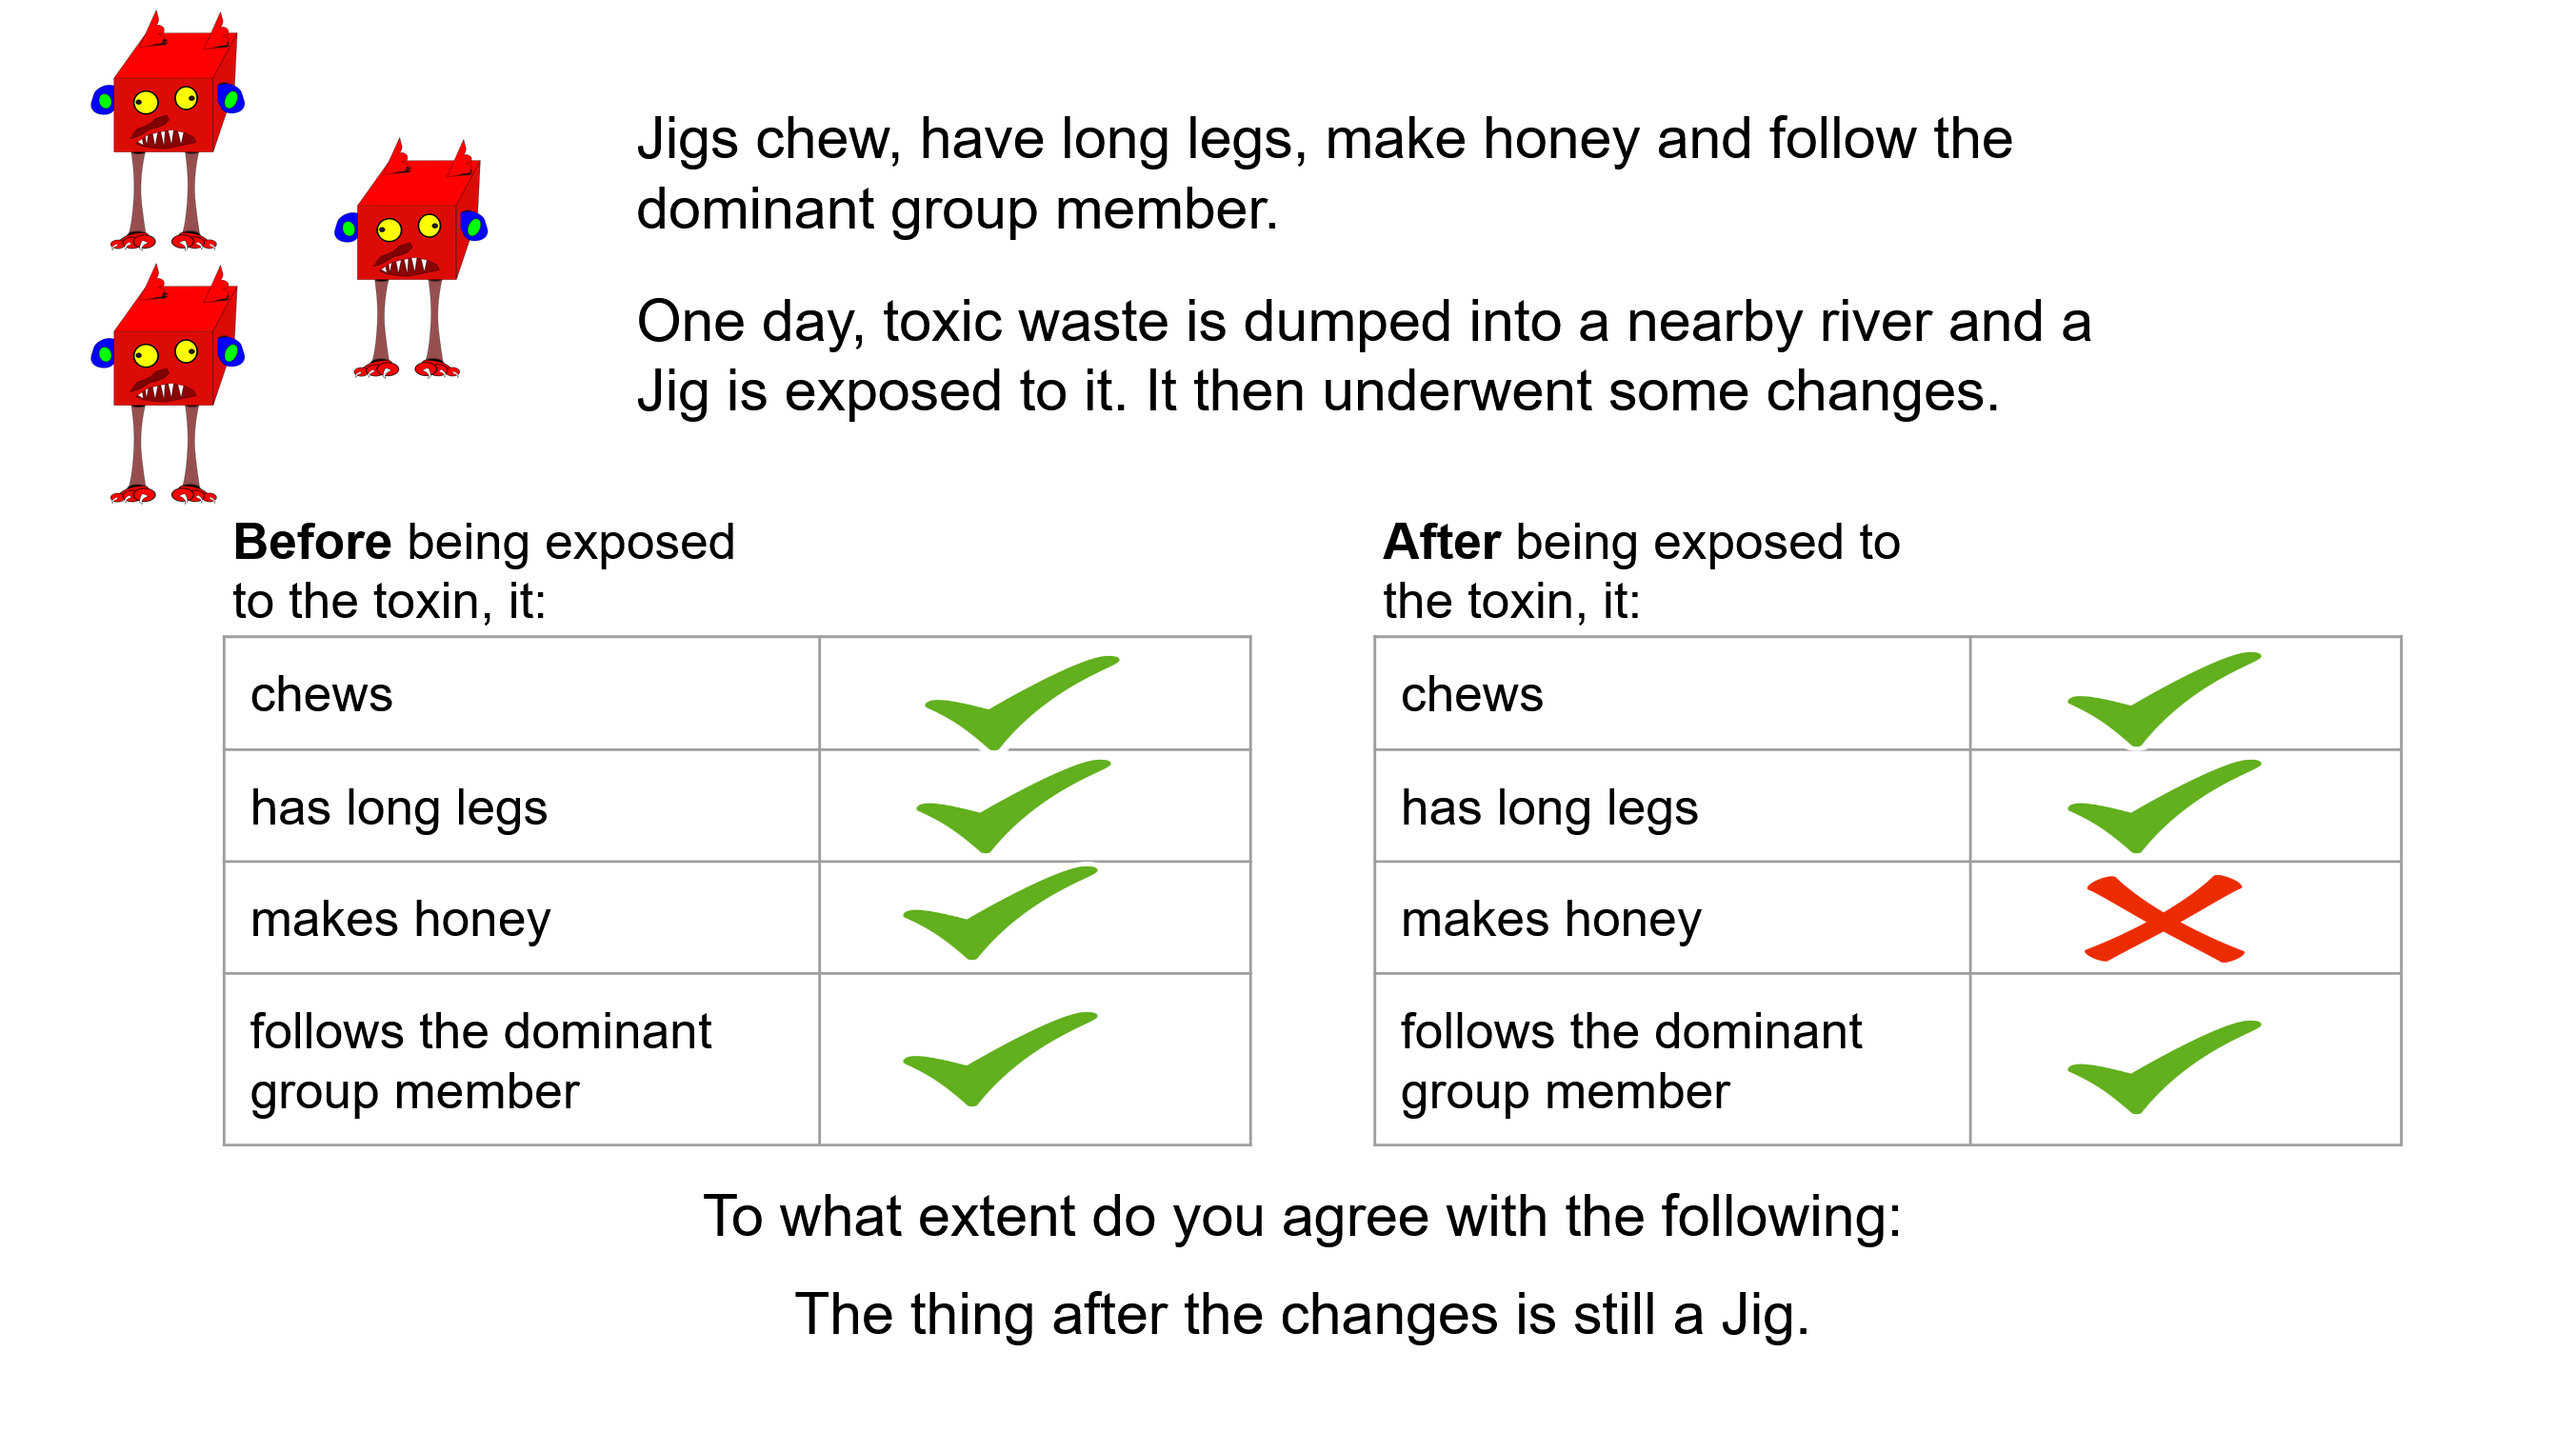 Jigs chew, have long legs, make honey and follow the
dominant group member.
One day, toxic waste is dumped into a nearby river and a
Jig is exposed to it. It then underwent some changes.
Before being exposed
to the toxin, it:
chews
has long legs
makes honey
follows the dominant
group member
After being exposed to
the toxin, it:
chews
has long legs
makes honey
follows the dominant
group member
To what extent do you agree with the following:
The thing after the changes is still a Jig.